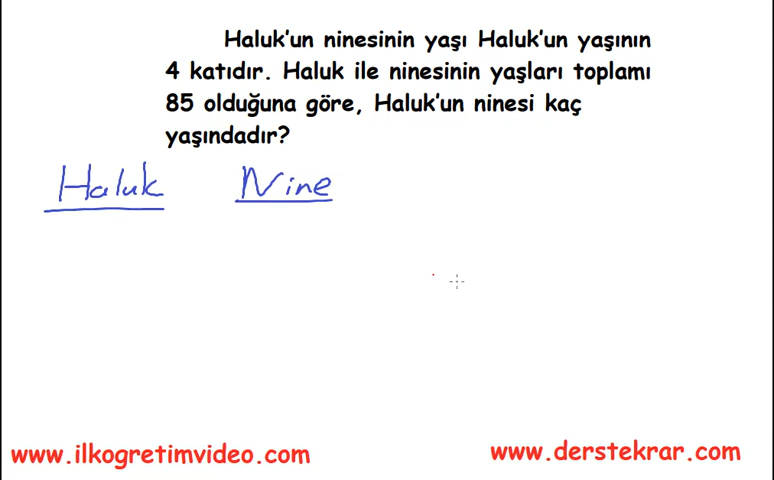 Haluk'un ninesinin yaşı Haluk'un yaşının
4 katıdır. Haluk ile ninesinin yaşları toplamı
85 olduğuna göre, Haluk'un ninesi kaç
yaşındadır?
Haluk Nine
www.ilkogretimvideo.com www.derstekrar.com